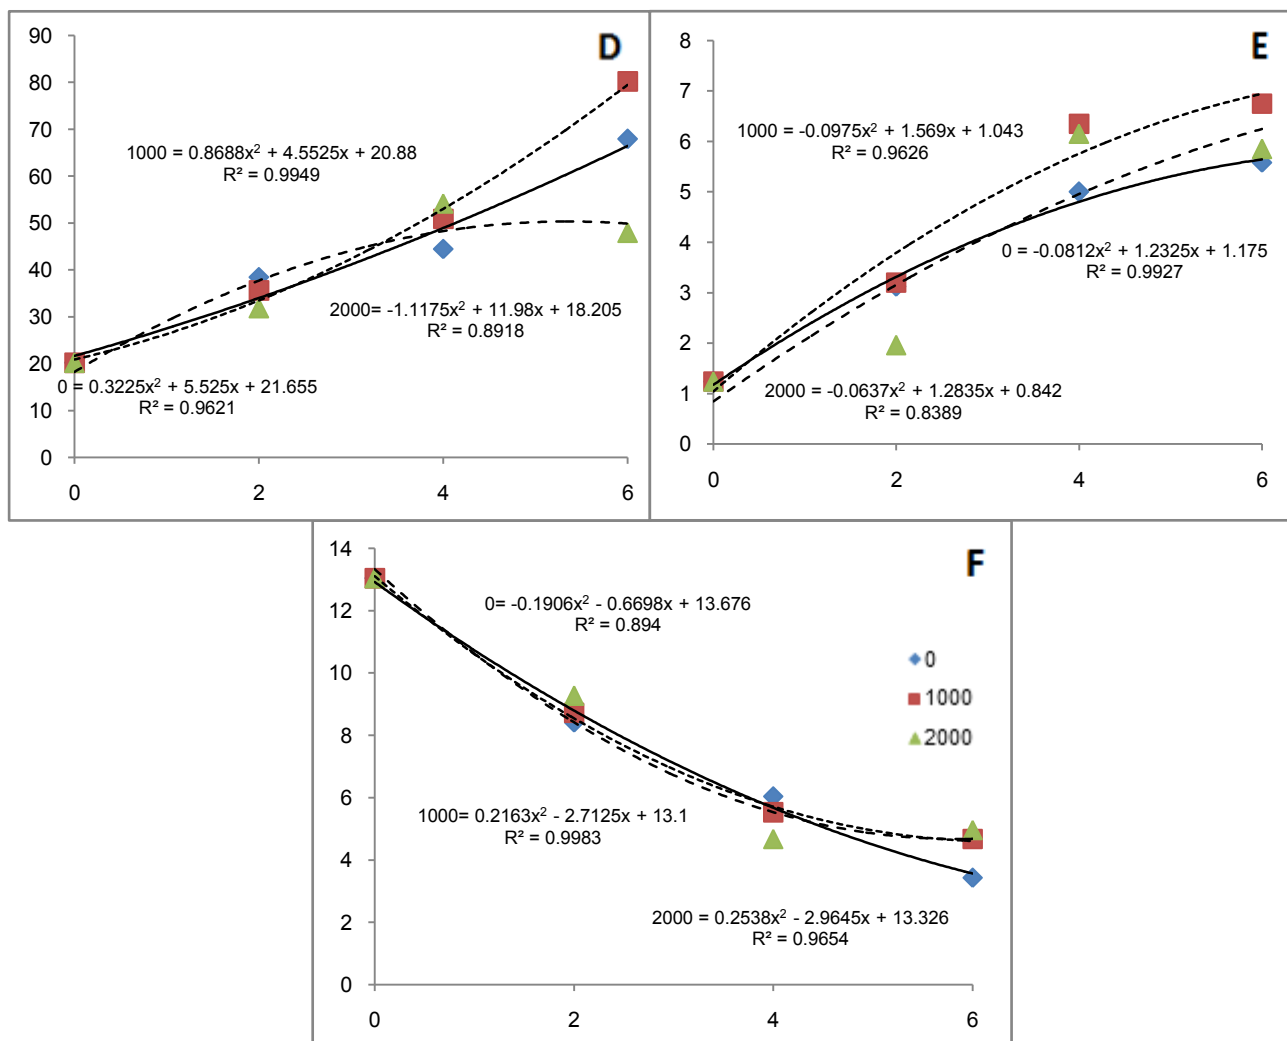 D
90
80
70
60
50
40
30
20
10
0
0 2 4 6
1000 = 0.8688x² + 4.5525x + 20.88
R² = 0.9949
2000= -1.1175x² + 11.98x + 18.205
R² = 0.8918
0 = 0.3225x² + 5.525x + 21.655
R² = 0.9621
E
8
7
6
5
4
3
2
1
0
0 2 4 6
1000 = -0.0975x² + 1.569x + 1.043
R² = 0.9626
0 = -0.0812x² + 1.2325x + 1.175
R² = 0.9927
2000 = -0.0637x² + 1.2835x + 0.842
R² = 0.8389
F
14
12
10
8
6
4
2
0
0 2 4 6
0= -0.1906x² - 0.6698x + 13.676
R² = 0.894
0
1000
2000
1000= 0.2163x² - 2.7125x + 13.1
R² = 0.9983
2000 = 0.2538x² - 2.9645x + 13.326
R² = 0.9654